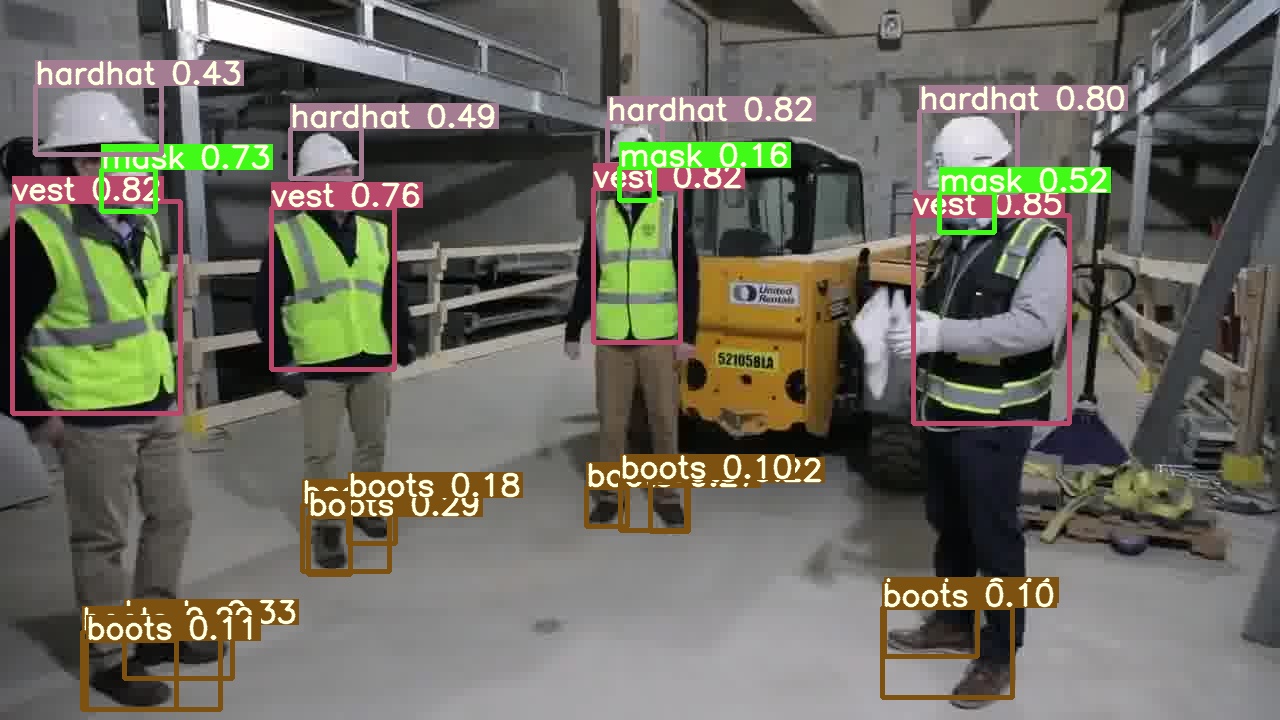 hardhat 0.43
hardhat 0.49
hardhat 0.82
hardhat 0.80
mask 0.73
mask 0.16
mask 0.52
vest 0.82
vest 0.76
vest 0.82
vest 0.85
United
Rentals
52105BLA
boots 0.18
boots 0.29
boots 0.10
boots 0.11
boots 0.10